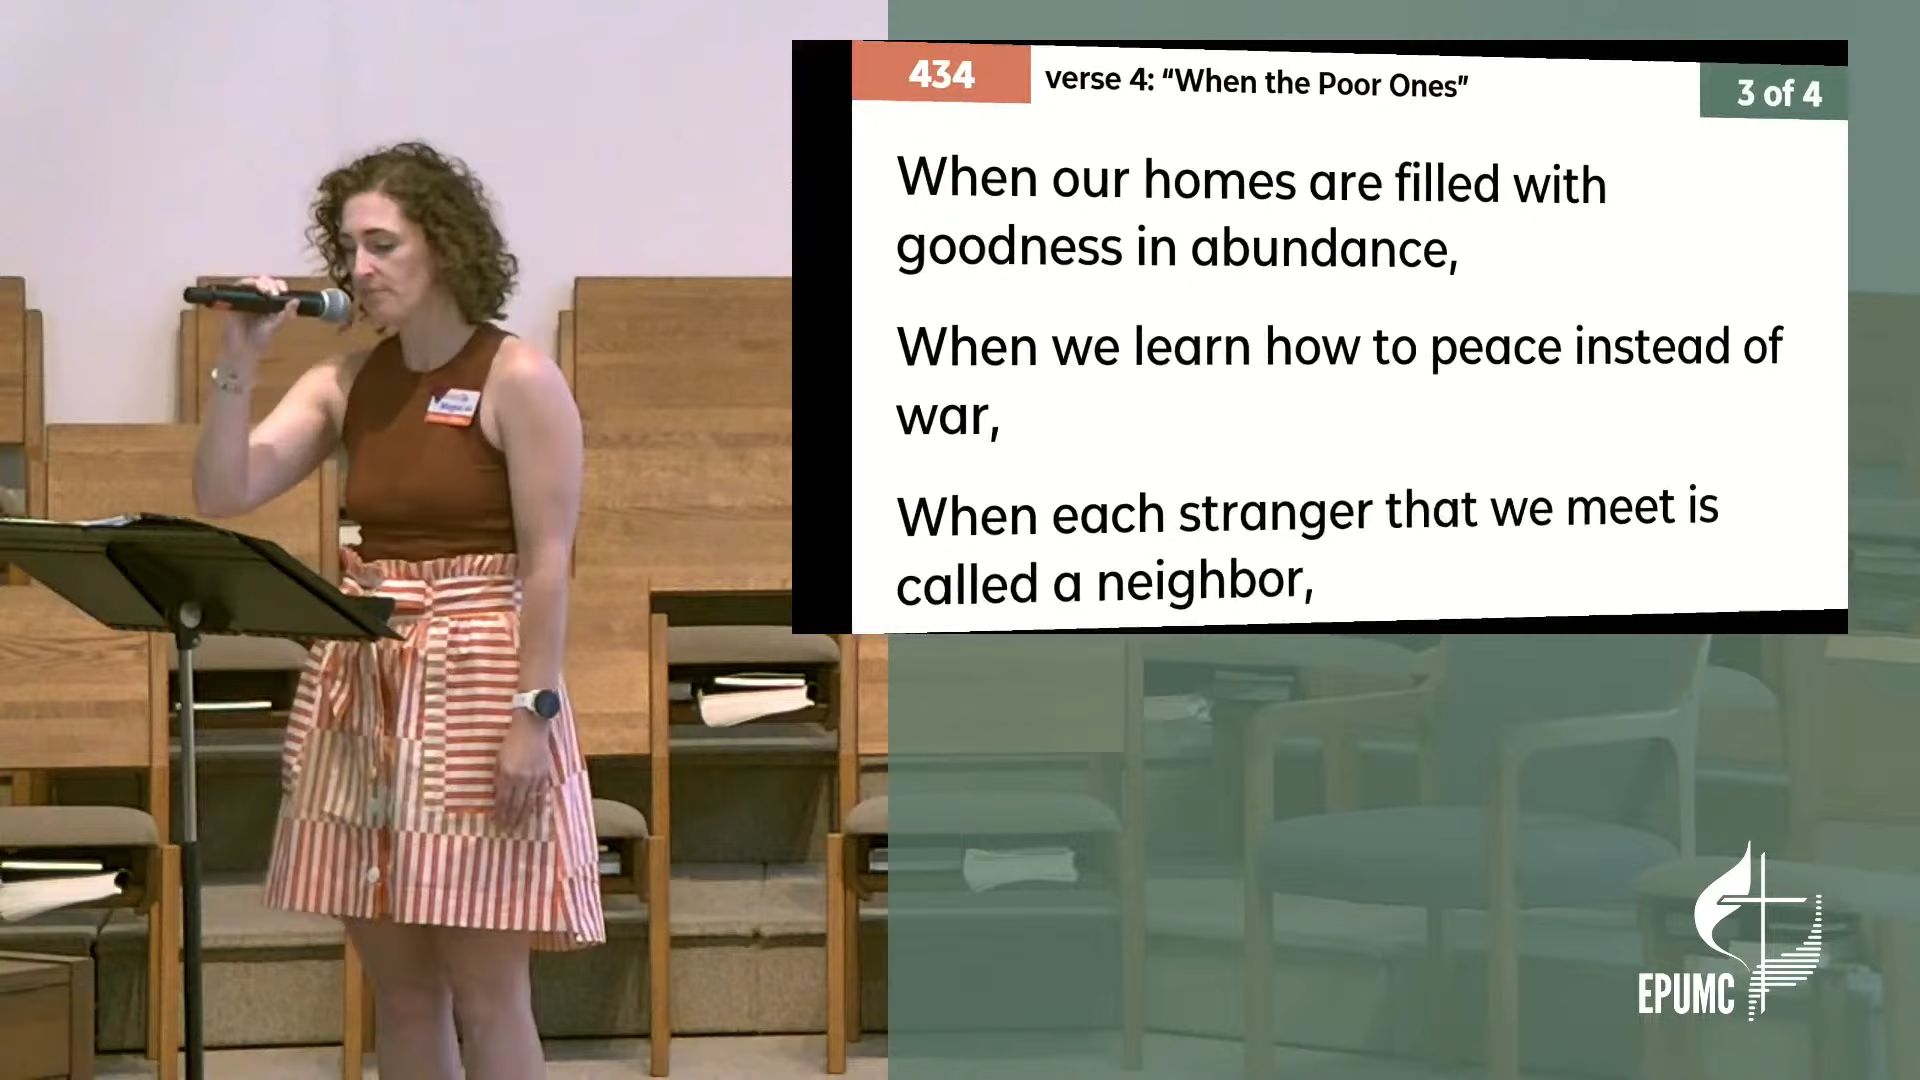 434
verse 4: “When the Poor Ones”
3 of 4
When our homes are filled with
goodness in abundance,
When we learn how to peace instead of
war,
When each stranger that we meet is
called a neighbor,
EPUMC